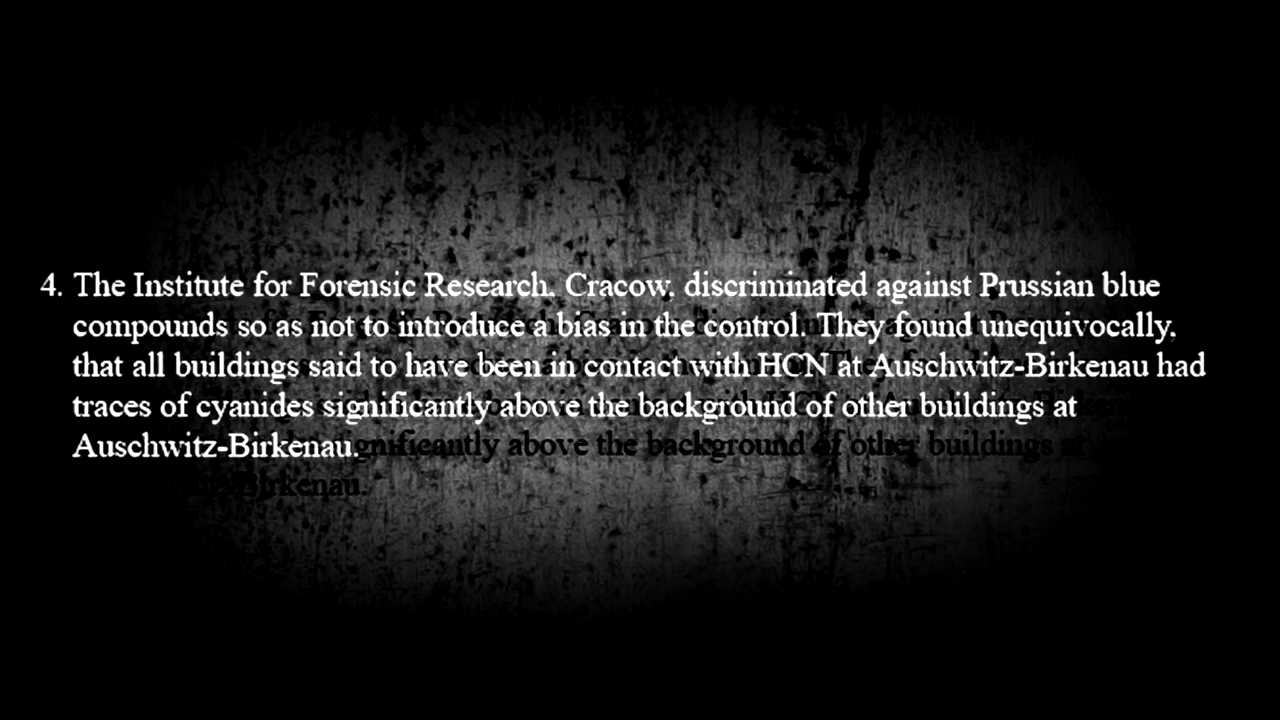 4. The Institute for Forensic Research, Cracow, discriminated against Prussian blue
compounds so as not to introduce a bias in the control. They found unequivocally,
that all buildings said to have been in contact with HCN at Auschwitz-Birkenau had
traces of cyanides significantly above the background of other buildings at
Auschwitz-Birkenau.